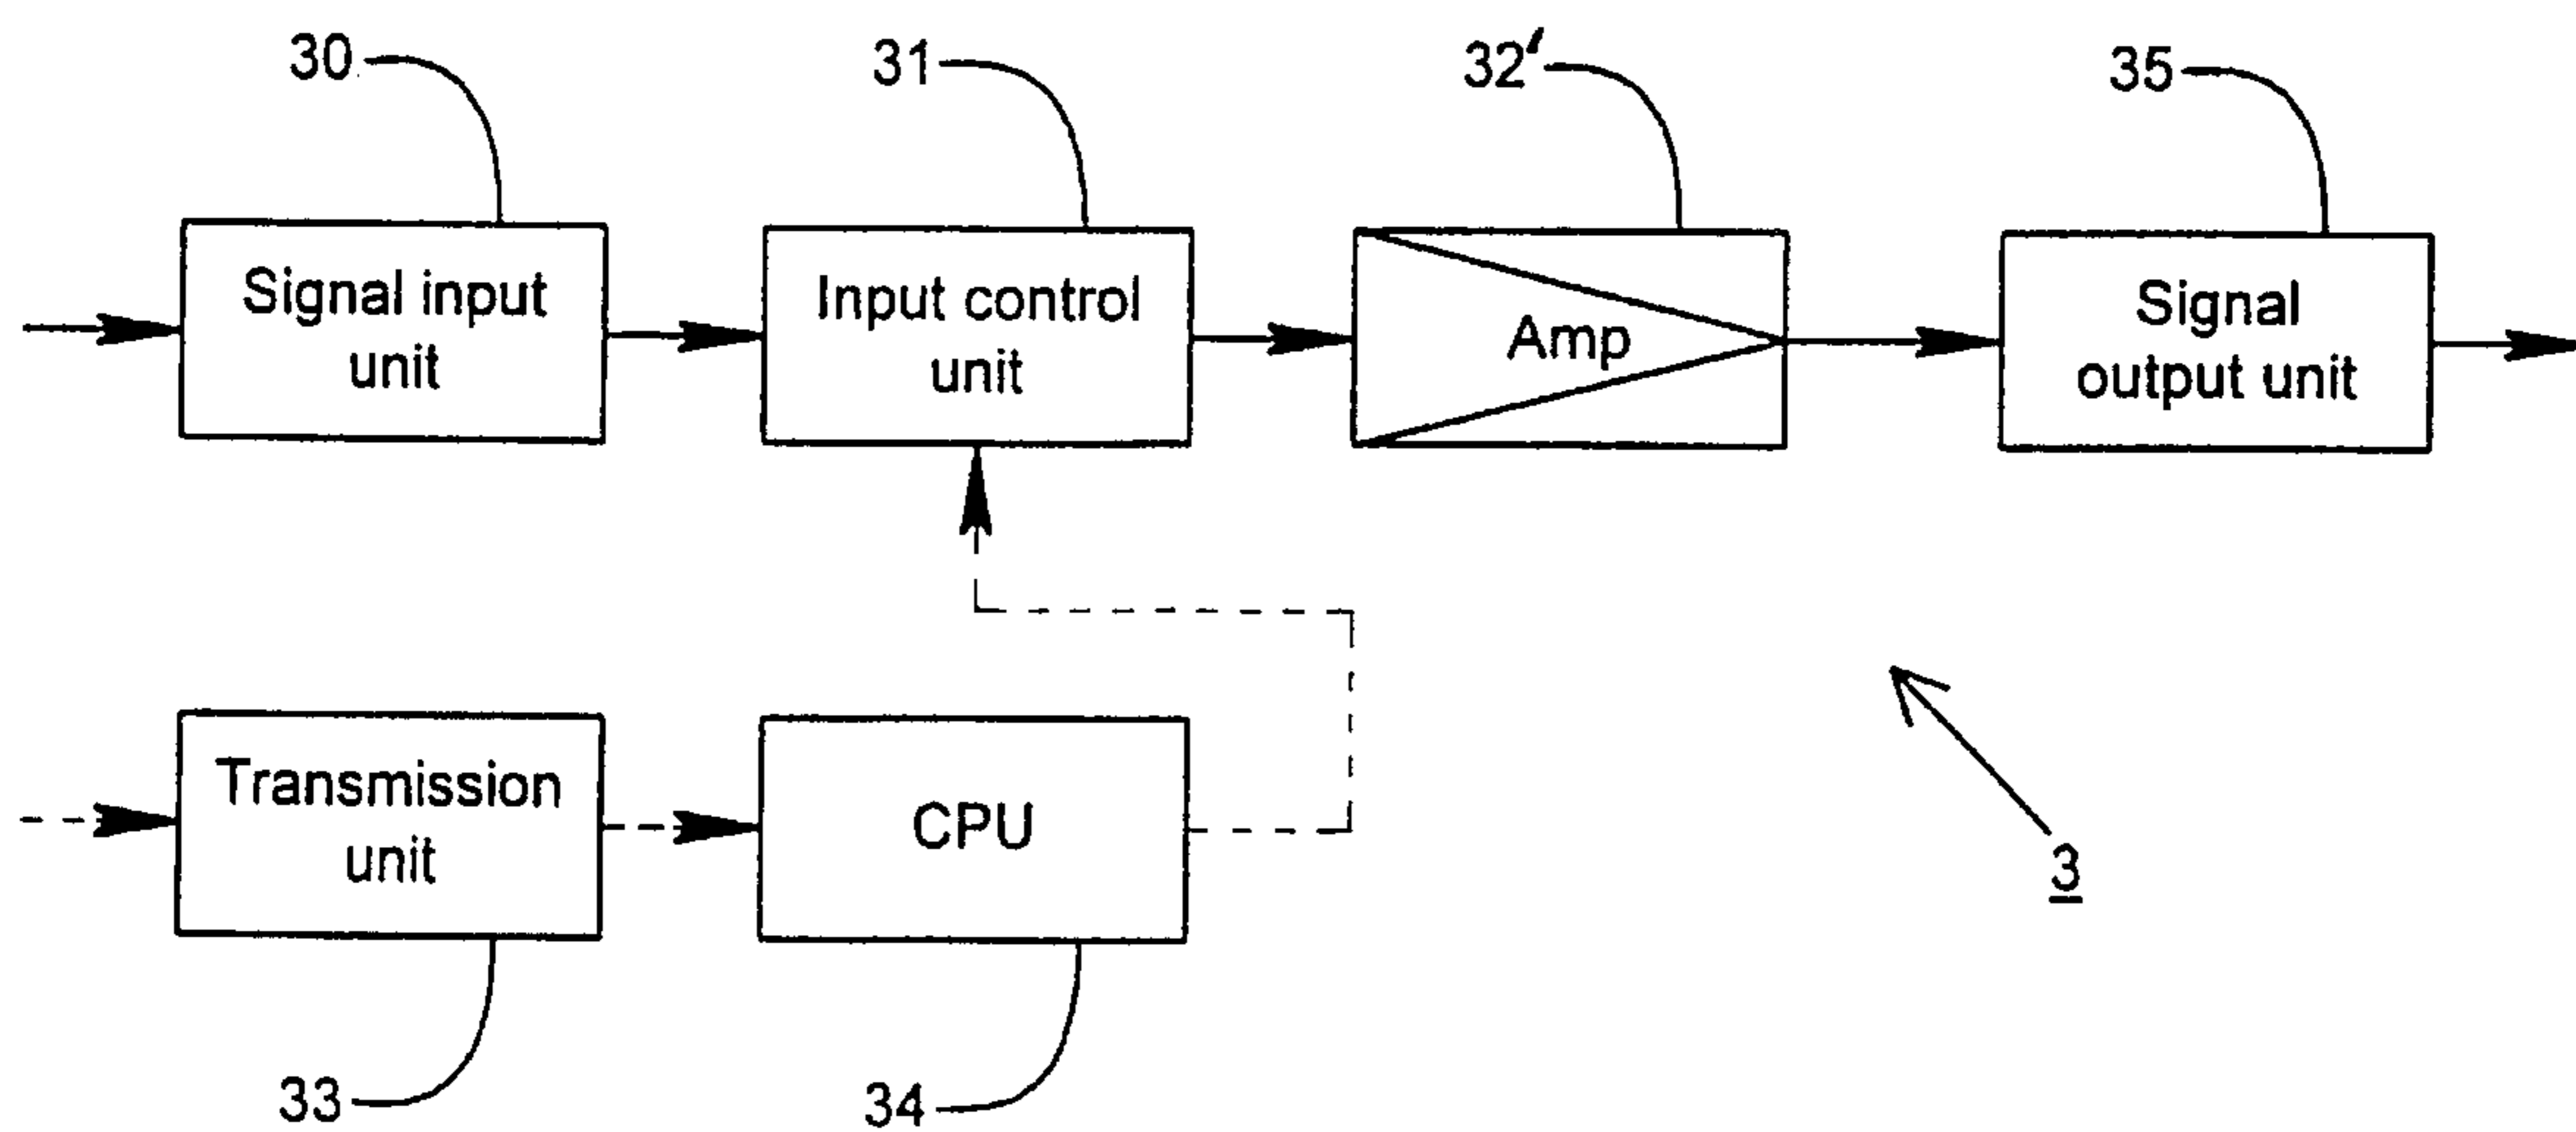 30
31
32'
35
Signal input
unit
Input control
unit
Amp
Signal
output unit
Transmission
unit
CPU
3
33
34